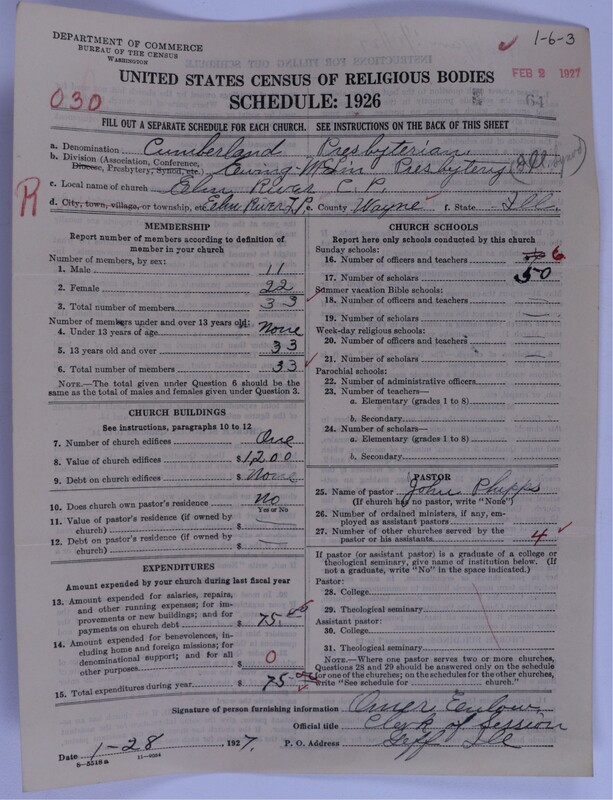 DEPARTMENT OF COMMERCE
BUREAU OF THE CENSUS
WASHINGTON
1-6-3
FEB 2 1927
UNITED STATES CENSUS OF RELIGIOUS BODIES
SCHEDULE: 1926
030
61
FILL OUT A SEPARATE SCHEDULE FOR EACH CHURCH. SEE INSTRUCTIONS ON THE BACK OF THIS SHEET
a. Denomination Cumberland Presbyterian
b. Division (Association, Conference, Diocese, Presbytery, Synod, etc.) Ewing McLin Presbytery (Ill
c. Local name of church Elm River C. P.
R
d. City, town, village, or township, etc. Elm River T.P. e. County Wayne f. State Ill.
MEMBERSHIP
Report number of members according to definition of
member in your church
Number of members, by sex:
1. Male 11
2. Female 22
3. Total number of members 33
Number of members under and over 13 years old:
4. Under 13 years of age None
5. 13 years old and over 33
6. Total number of members 33
NOTE.—The total given under Question 6 should be
same as the total of males and females given under Question 3.
CHURCH BUILDINGS
See instructions, paragraphs 10 to 12
7. Number of church edifices One
8. Value of church edifices $1,200
9. Debt on church edifices $ None
10. Does church own pastor's residence No
Yes or No
11. Value of pastor's residence (if owned by
church) $ —
12. Debt on pastor's residence (if owned by
church) $ —
EXPENDITURES
Amount expended by your church during last fiscal year
13. Amount expended for salaries, repairs,
and other running expenses; for im-
provements or new buildings; and for
payments on church debt $ 75.00
14. Amount expended for benevolences, in-
cluding home and foreign missions; for
denominational support; and for all
other purposes $ 0
15. Total expenditures during year $ 75.00
CHURCH SCHOOLS
Report here only schools conducted by this church
Sunday schools:
16. Number of officers and teachers 6
17. Number of scholars 50
Summer vacation Bible schools:
18. Number of officers and teachers —
19. Number of scholars —
Week-day religious schools:
20. Number of officers and teachers —
21. Number of scholars —
Parochial schools:
22. Number of administrative officers
23. Number of teachers—
a. Elementary (grades 1 to 8)
b. Secondary
24. Number of scholars—
a. Elementary (grades 1 to 8)
b. Secondary
PASTOR
25. Name of pastor John Phipps
(If church has no pastor, write "None")
26. Number of ordained ministers, if any, em-
ployed as assistant pastors
27. Number of other churches served by the
pastor or his assistants 4
If pastor (or assistant pastor) is a graduate of a college or
theological seminary, give name of institution below. (If
not a graduate, write "No" in the space indicated.)
Pastor:
28. College
29. Theological seminary
Assistant pastor:
30. College
31. Theological seminary
NOTE.—Where one pastor serves two or more churches,
Questions 28 and 29 should be answered only on the schedule
for one of the churches; on the schedules for the other churches,
write "See schedule for church."
Signature of person furnishing information Omer Enlow
Official title Clerk of Session
Date 1-28, 1927. P. O. Address Geff Ill
8-5518 a